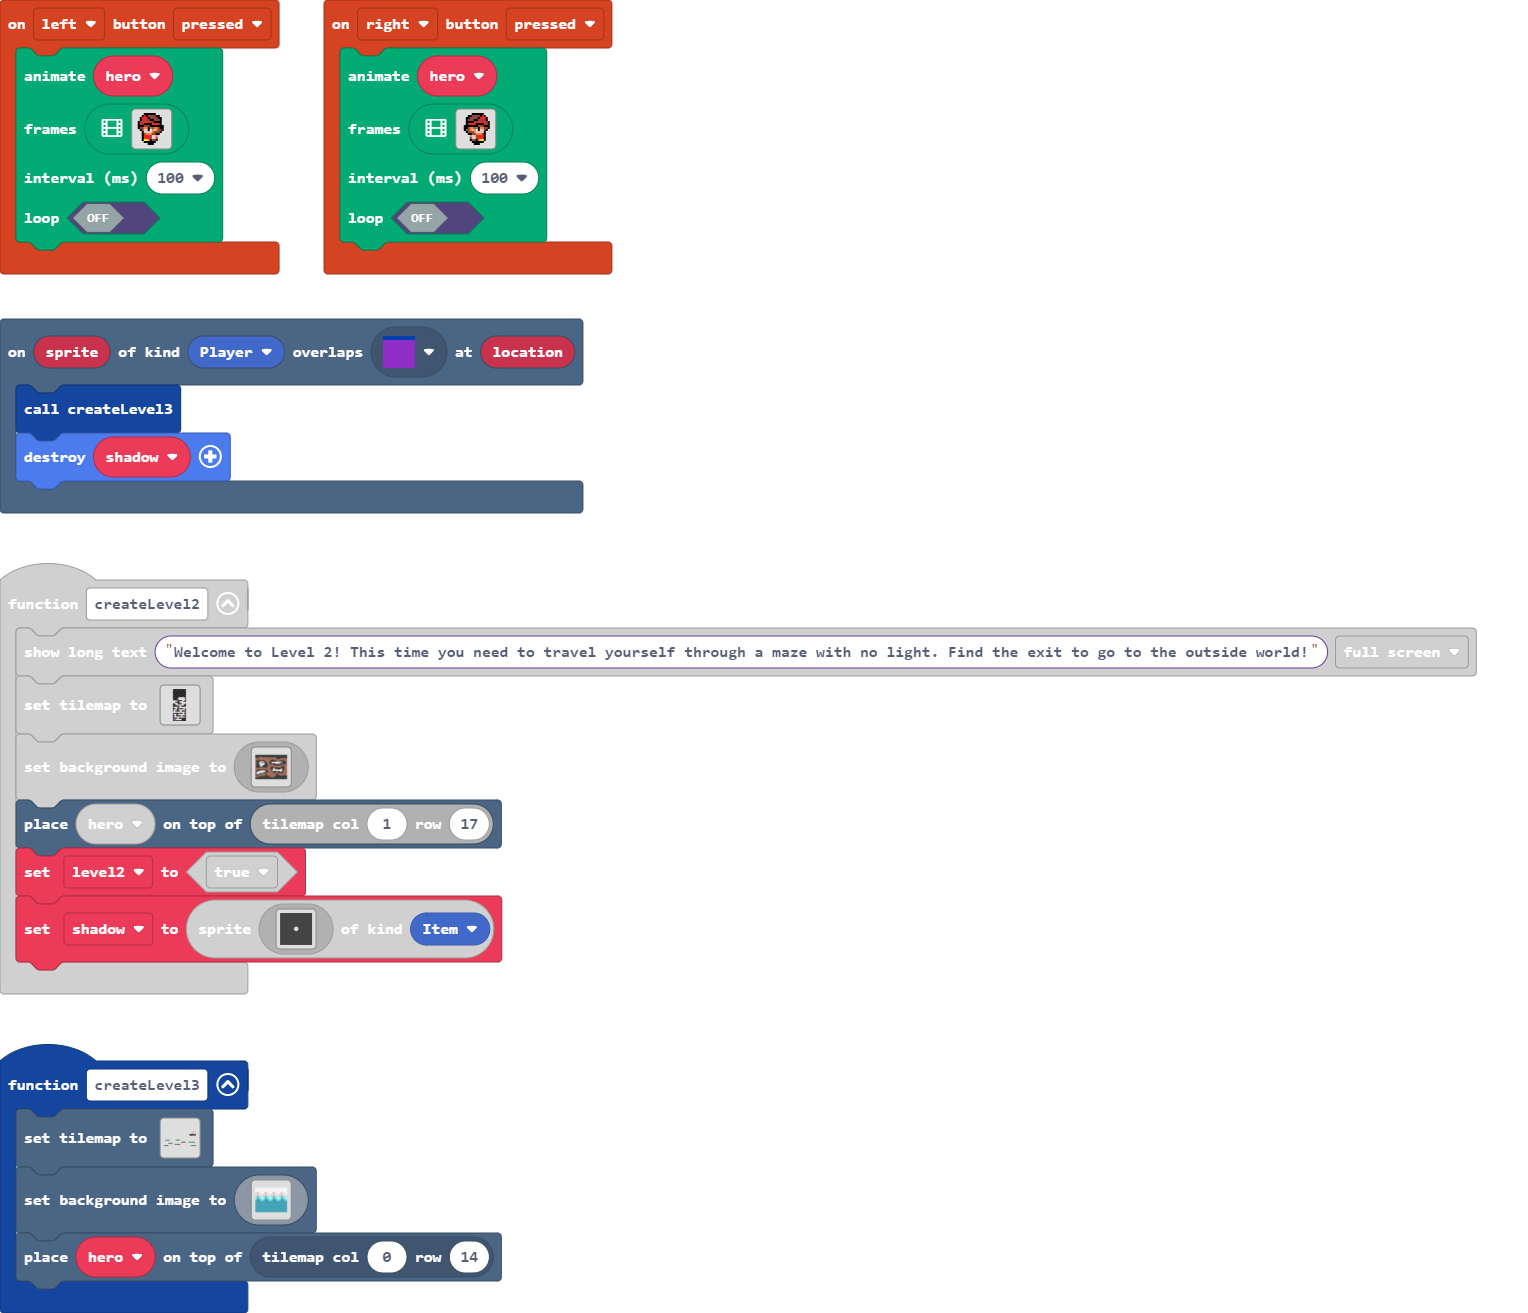 on left button pressed
animate hero
frames
interval (ms) 100
loop OFF
on right button pressed
animate hero
frames
interval (ms) 100
loop OFF
on sprite of kind Player overlaps at location
call createLevel3
destroy shadow
function createLevel2
show long text "Welcome to Level 2! This time you need to travel yourself through a maze with no light. Find the exit to go to the outside world!" full screen
set tilemap to
set background image to
place hero on top of tilemap col 1 row 17
set level2 to true
set shadow to sprite of kind Item
function createLevel3
set tilemap to
set background image to
place hero on top of tilemap col 0 row 14